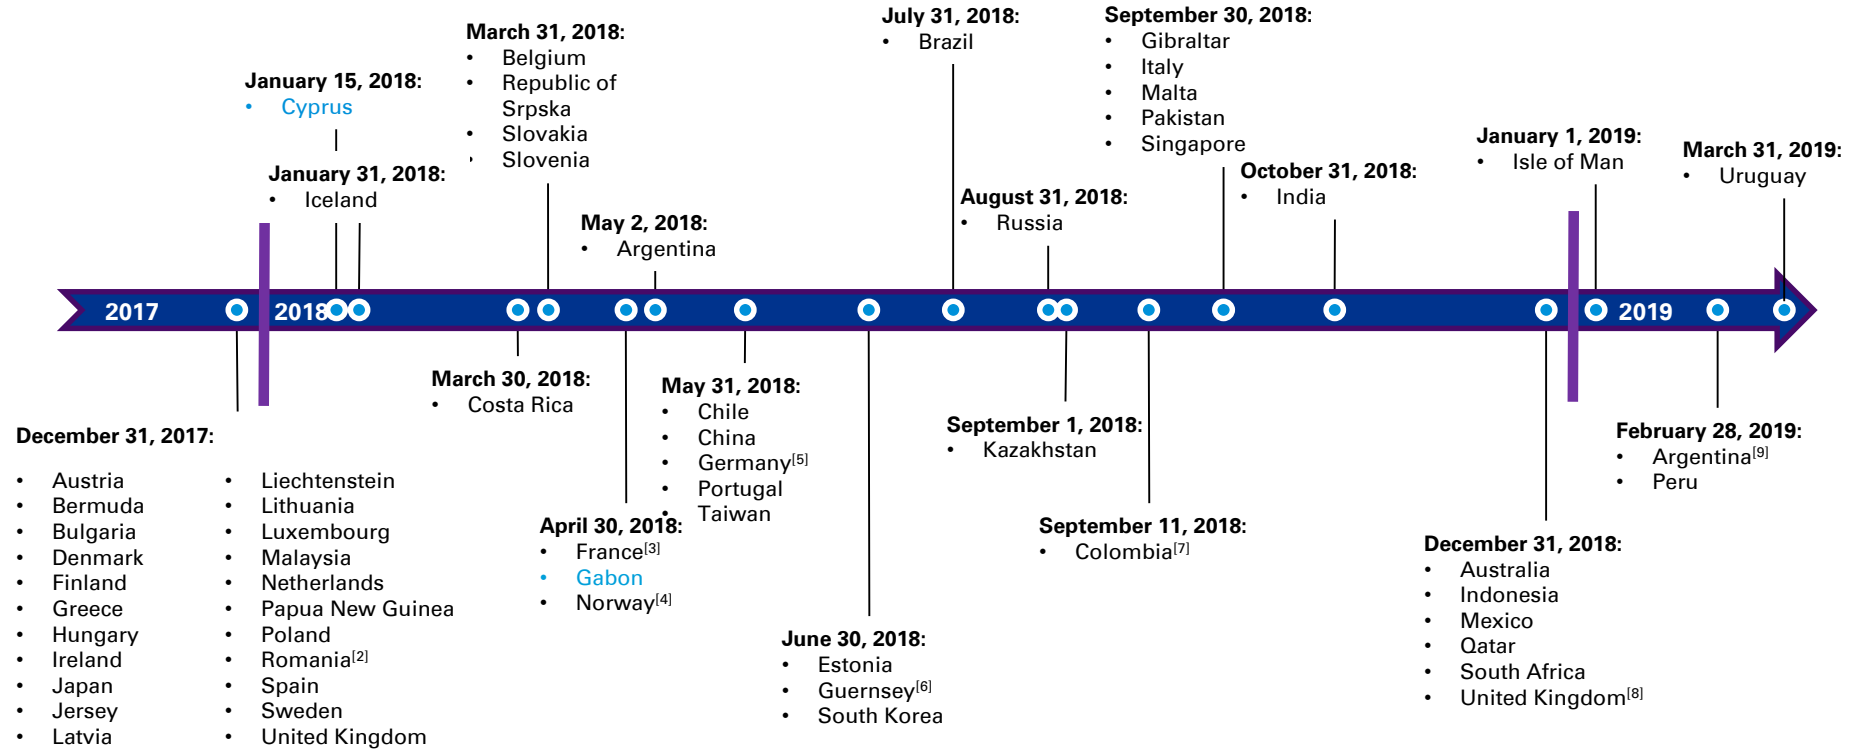 July 31, 2018:
• Brazil
September 30, 2018:
• Gibraltar
• Italy
• Malta
• Pakistan
• Singapore
March 31, 2018:
• Belgium
• Republic of
Srpska
• Slovakia
• Slovenia
January 15, 2018:
• Cyprus
January 31, 2018:
• Iceland
May 2, 2018:
• Argentina
August 31, 2018:
• Russia
October 31, 2018:
• India
January 1, 2019:
• Isle of Man
March 31, 2019:
• Uruguay
2017
2018
2019
December 31, 2017:
• Austria
• Bermuda
• Bulgaria
• Denmark
• Finland
• Greece
• Hungary
• Ireland
• Japan
• Jersey
• Latvia
• Liechtenstein
• Lithuania
• Luxembourg
• Malaysia
• Netherlands
• Papua New Guinea
• Poland
• Romania[2]
• Spain
• Sweden
• United Kingdom
March 30, 2018:
• Costa Rica
April 30, 2018:
• France[3]
• Gabon
• Norway[4]
May 31, 2018:
• Chile
• China
• Germany[5]
• Portugal
• Taiwan
June 30, 2018:
• Estonia
• Guernsey[6]
• South Korea
September 1, 2018:
• Kazakhstan
September 11, 2018:
• Colombia[7]
December 31, 2018:
• Australia
• Indonesia
• Mexico
• Qatar
• South Africa
• United Kingdom[8]
February 28, 2019:
• Argentina[9]
• Peru